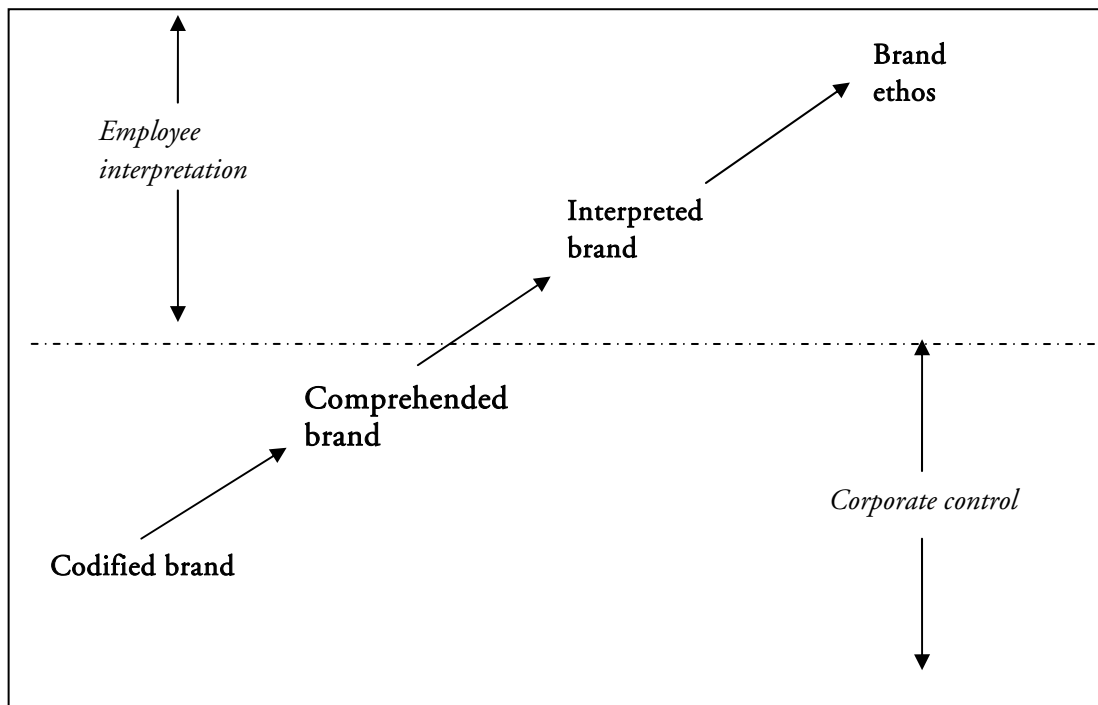 Brand
ethos
Employee
interpretation
Interpreted
brand
Comprehended
brand
Corporate control
Codified brand